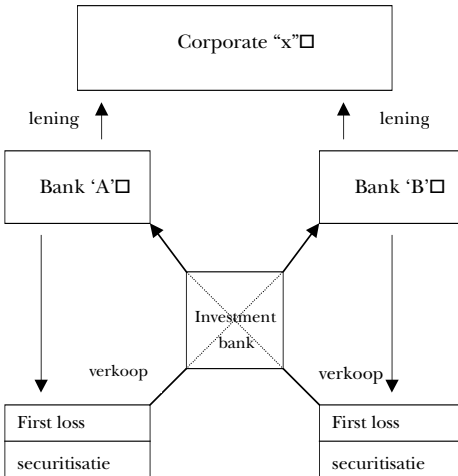 Corporate “x”□
lening
lening
Bank ‘A’□
Bank ‘B’□
Investment
bank
verkoop
verkoop
First loss
First loss
securitisatie
securitisatie